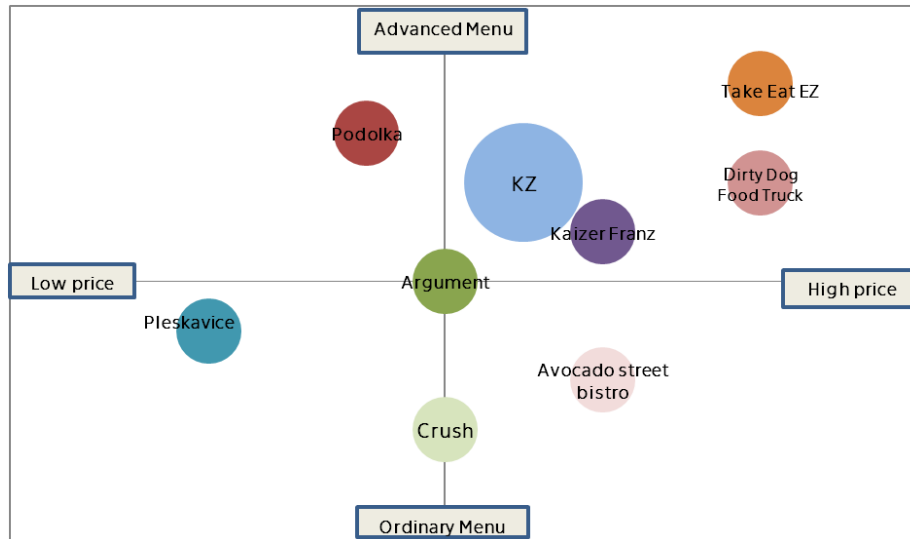 Advanced Menu
Take Eat EZ
Podolka
KZ
Dirty Dog
Food Truck
Kaizer Franz
Argument
Low price
High price
Pleskavice
Avocado street
bistro
Crush
Ordinary Menu